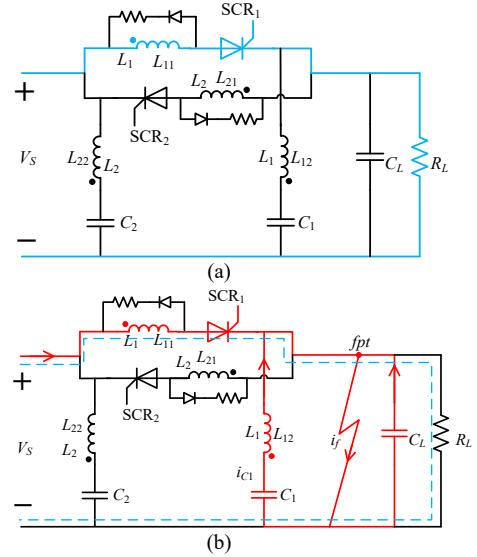 SCR1
L1 L11
L2 L21
+
SCR2
VS
L22
L2
L1
L12
CL
RL
C2
C1
−
(a)
SCR1
L1 L11
fpt
L2 L21
+
SCR2
L22
L2
L1
L12
VS
if
CL
RL
iC1
C2
C1
−
(b)